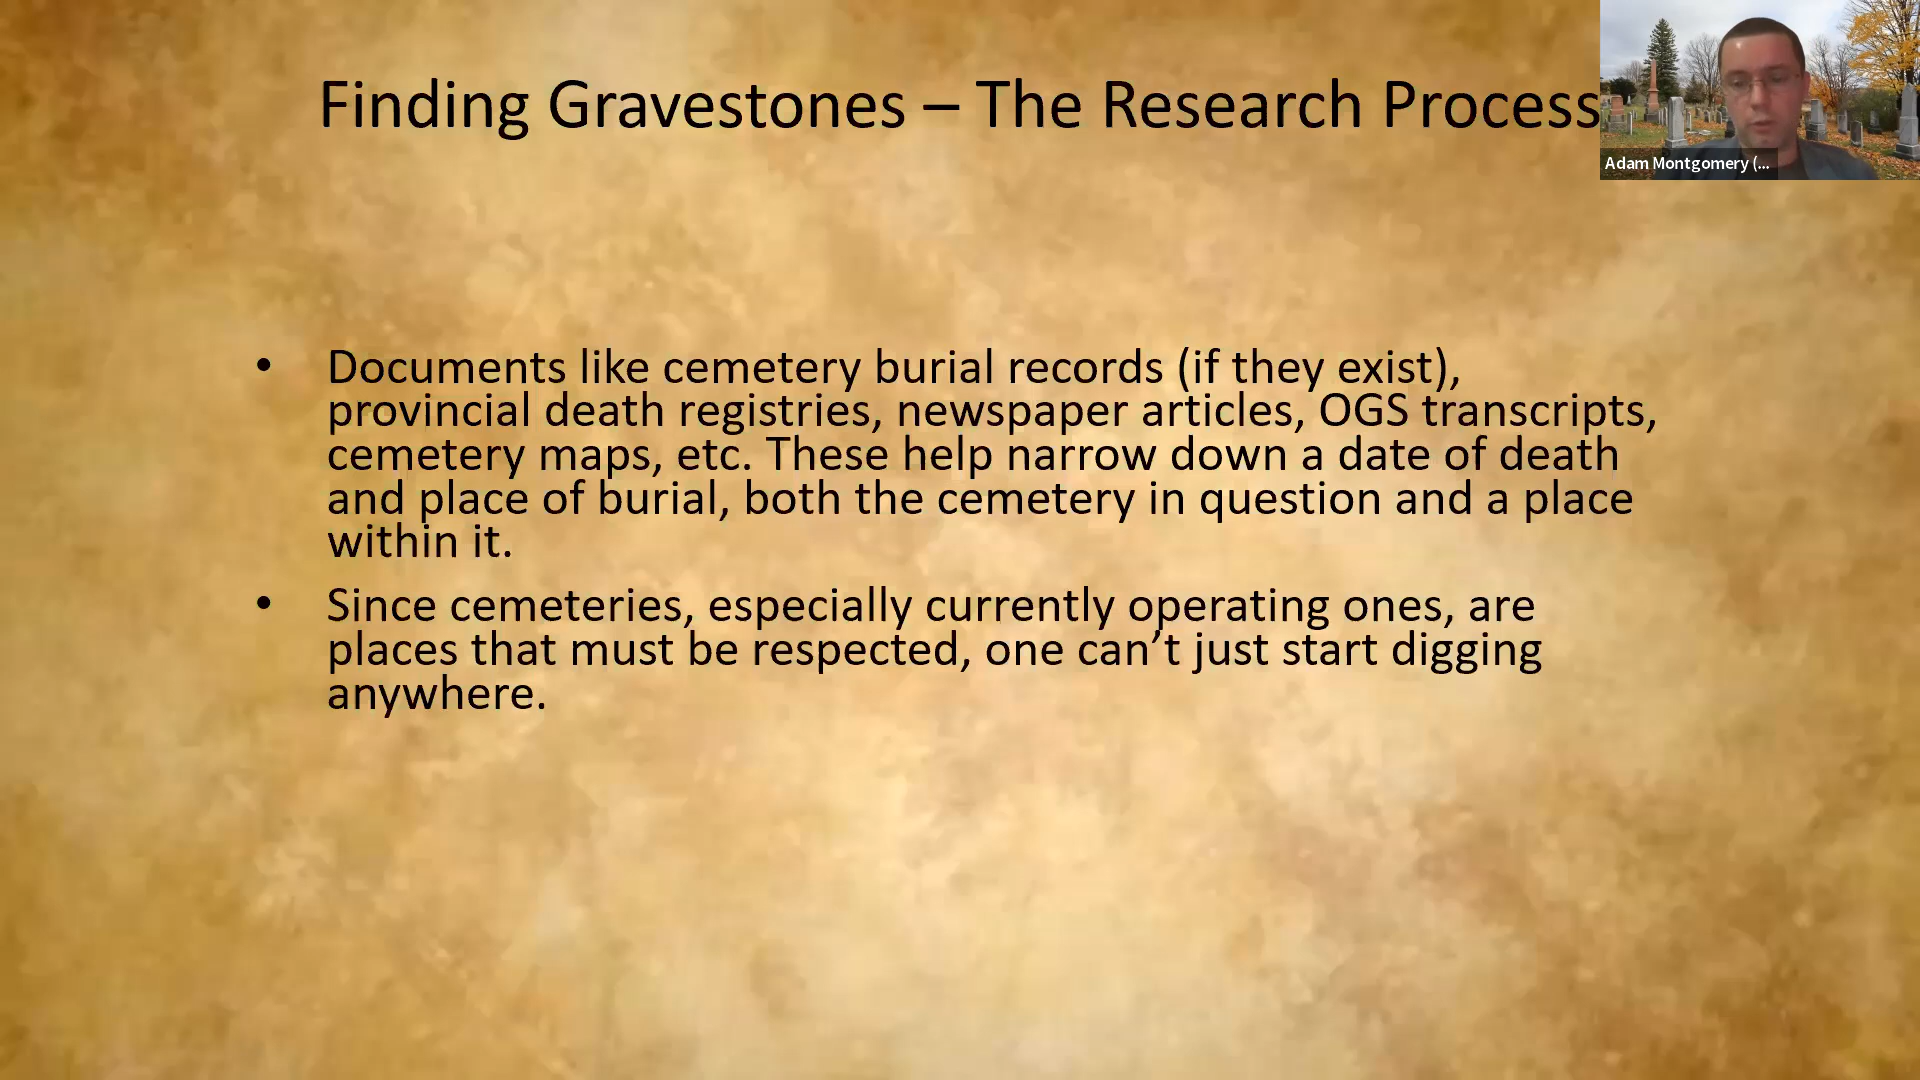 Finding Gravestones – The Research Process
Adam Montgomery (...
• Documents like cemetery burial records (if they exist),
provincial death registries, newspaper articles, OGS transcripts,
cemetery maps, etc. These help narrow down a date of death
and place of burial, both the cemetery in question and a place
within it.
• Since cemeteries, especially currently operating ones, are
places that must be respected, one can’t just start digging
anywhere.